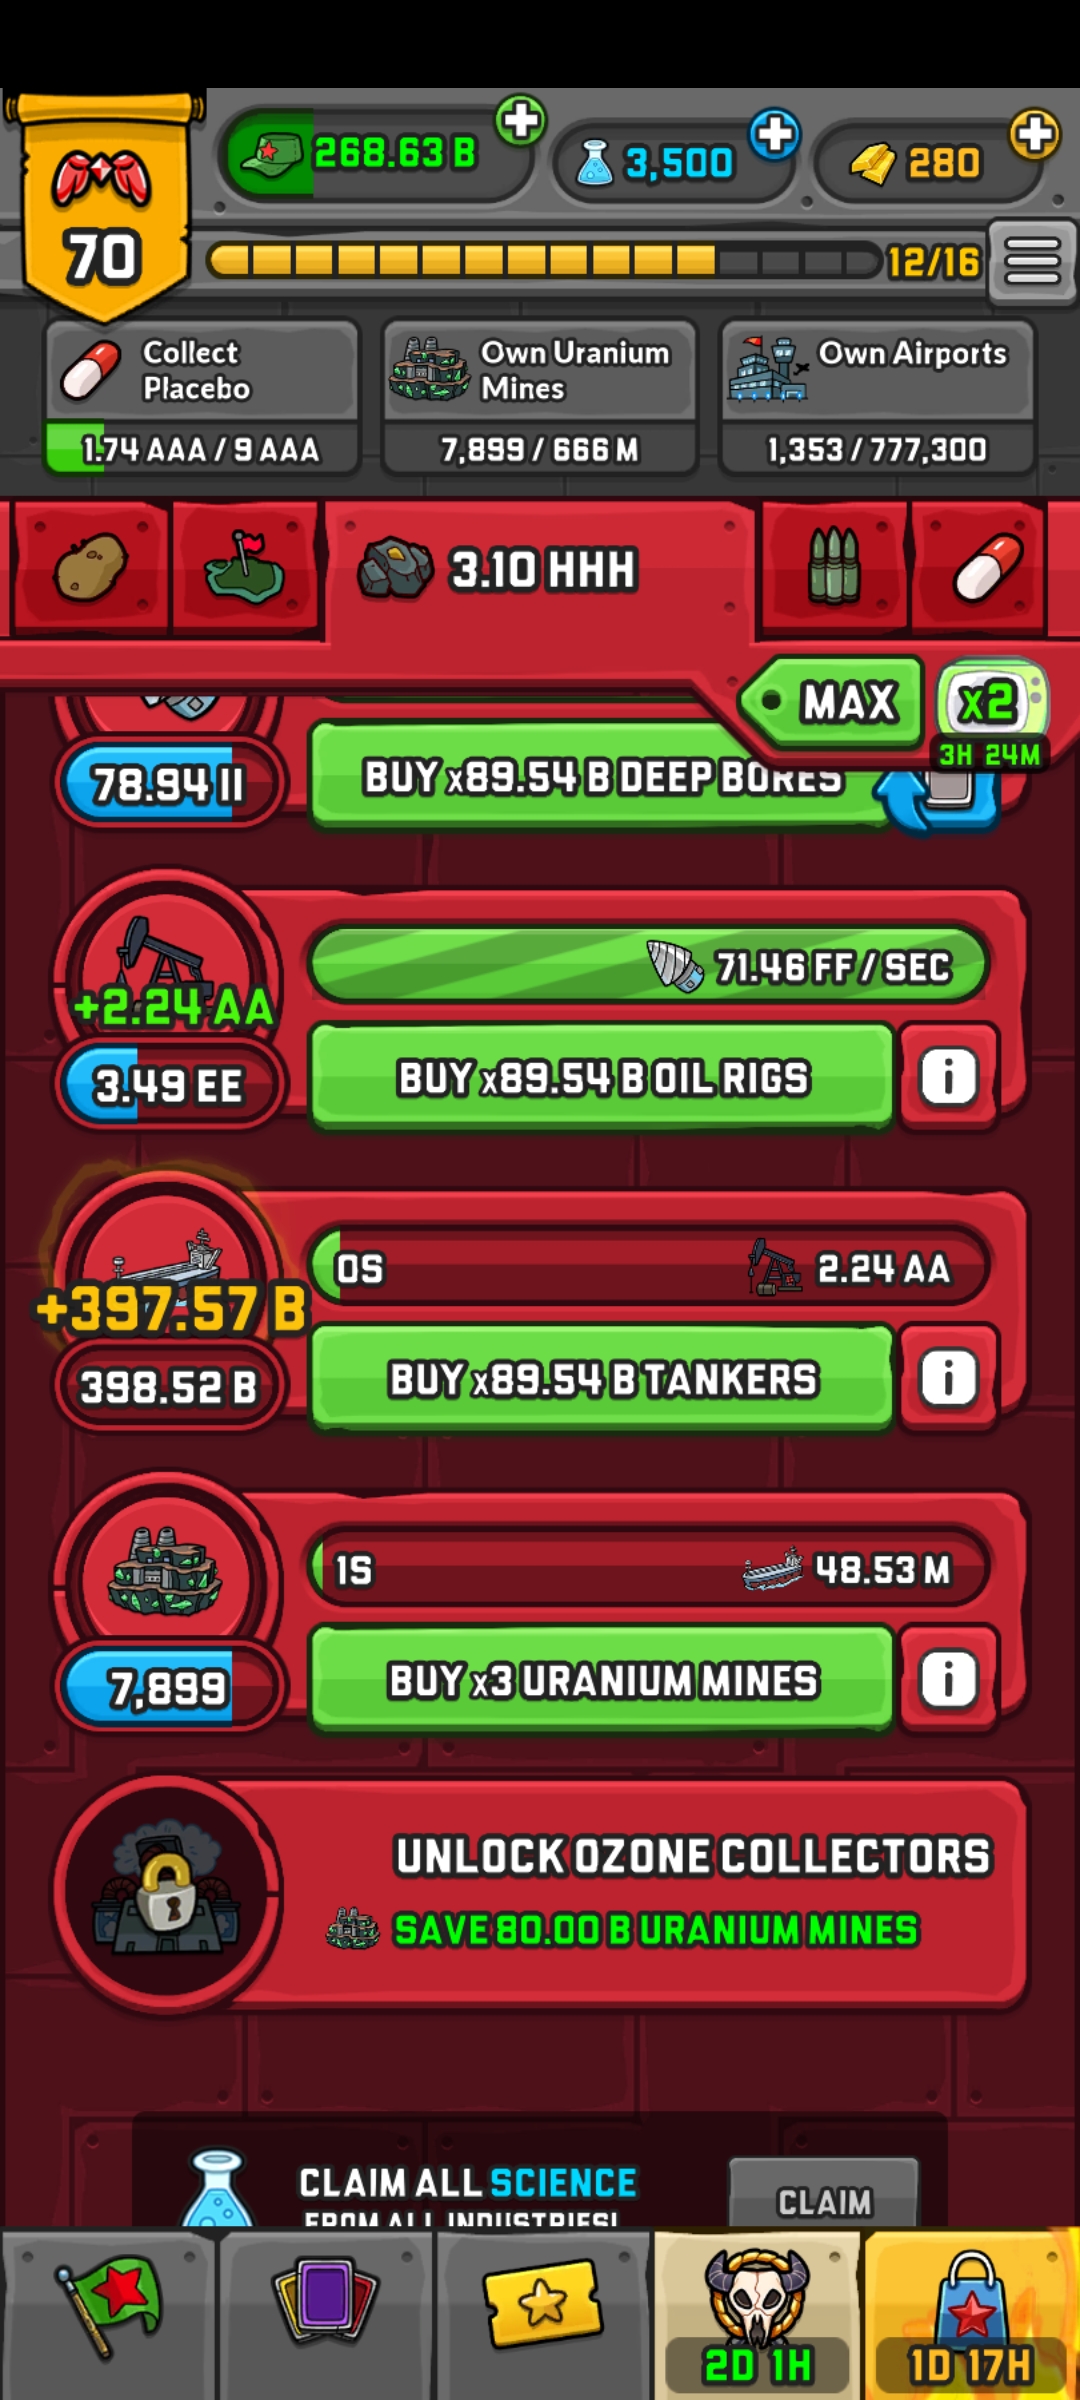 268.63 B
3,500
280
70
12/16
Collect
Placebo
1.74 AAA / 9 AAA
Own Uranium
Mines
7,899 / 666 M
Own Airports
1,353 / 777,300
3.10 HHH
MAX
x2
3H 24M
78.94 II
BUY x89.54 B DEEP BORES
+2.24 AA
3.49 EE
71.46 FF / SEC
BUY x89.54 B OIL RIGS
i
+397.57 B
398.52 B
0S
2.24 AA
BUY x89.54 B TANKERS
i
7,899
1S
48.53 M
BUY x3 URANIUM MINES
i
UNLOCK OZONE COLLECTORS
SAVE 80.00 B URANIUM MINES
CLAIM ALL SCIENCE
FROM ALL INDUSTRIES!
CLAIM
2D 1H
1D 17H